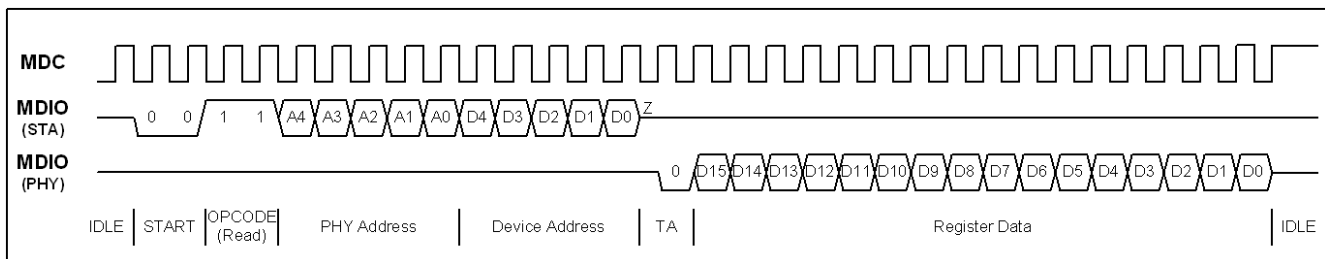 MDC
MDIO
(STA)
0 0 1 1 A4 A3 A2 A1 A0 D4 D3 D2 D1 D0 Z
MDIO
(PHY)
0 D15 D14 D13 D12 D11 D10 D9 D8 D7 D6 D5 D4 D3 D2 D1 D0
IDLE START OPCODE (Read) PHY Address Device Address TA Register Data IDLE